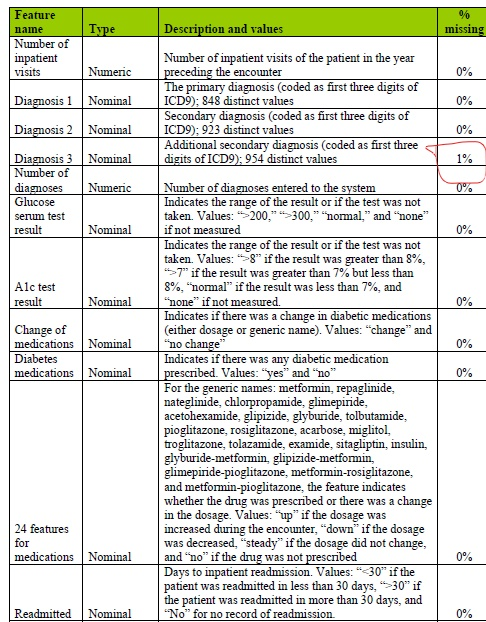 Feature name Type Description and values % missing
Number of inpatient visits Numeric Number of inpatient visits of the patient in the year preceding the encounter 0%
Diagnosis 1 Nominal The primary diagnosis (coded as first three digits of ICD9); 848 distinct values 0%
Diagnosis 2 Nominal Secondary diagnosis (coded as first three digits of ICD9); 923 distinct values 0%
Diagnosis 3 Nominal Additional secondary diagnosis (coded as first three digits of ICD9); 954 distinct values 1%
Number of diagnoses Numeric Number of diagnoses entered to the system 0%
Glucose serum test result Nominal Indicates the range of the result or if the test was not taken. Values: “>200,” “>300,” “normal,” and “none” if not measured 0%
A1c test result Nominal Indicates the range of the result or if the test was not taken. Values: “>8” if the result was greater than 8%, “>7” if the result was greater than 7% but less than 8%, “normal” if the result was less than 7%, and “none” if not measured. 0%
Change of medications Nominal Indicates if there was a change in diabetic medications (either dosage or generic name). Values: “change” and “no change” 0%
Diabetes medications Nominal Indicates if there was any diabetic medication prescribed. Values: “yes” and “no” 0%
24 features for medications Nominal For the generic names: metformin, repaglinide, nateglinide, chlorpropamide, glimepiride, acetohexamide, glipizide, glyburide, tolbutamide, pioglitazone, rosiglitazone, acarbose, miglitol, troglitazone, tolazamide, examide, sitagliptin, insulin, glyburide-metformin, glipizide-metformin, glimepiride-pioglitazone, metformin-rosiglitazone, and metformin-pioglitazone, the feature indicates whether the drug was prescribed or there was a change in the dosage. Values: “up” if the dosage was increased during the encounter, “down” if the dosage was decreased, “steady” if the dosage did not change, and “no” if the drug was not prescribed 0%
Readmitted Nominal Days to inpatient readmission. Values: “<30” if the patient was readmitted in less than 30 days, “>30” if the patient was readmitted in more than 30 days, and “No” for no record of readmission. 0%